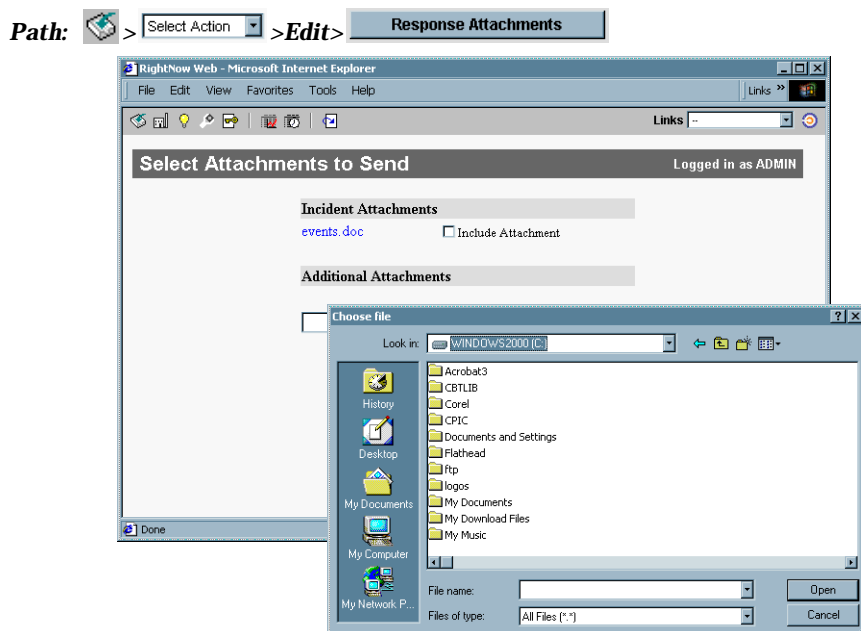 Path: > Select Action >Edit> Response Attachments
RightNow Web - Microsoft Internet Explorer
File Edit View Favorites Tools Help Links »
Links --
Select Attachments to Send Logged in as ADMIN
Incident Attachments
events.doc Include Attachment
Additional Attachments
Choose file
Look in: WINDOWS2000 (C:)
History
Desktop
My Documents
My Computer
My Network P...
Acrobat3
CBTLIB
Corel
CPIC
Documents and Settings
Flathead
ftp
logos
My Documents
My Download Files
My Music
File name: Open
Files of type: All Files (*.*) Cancel
Done